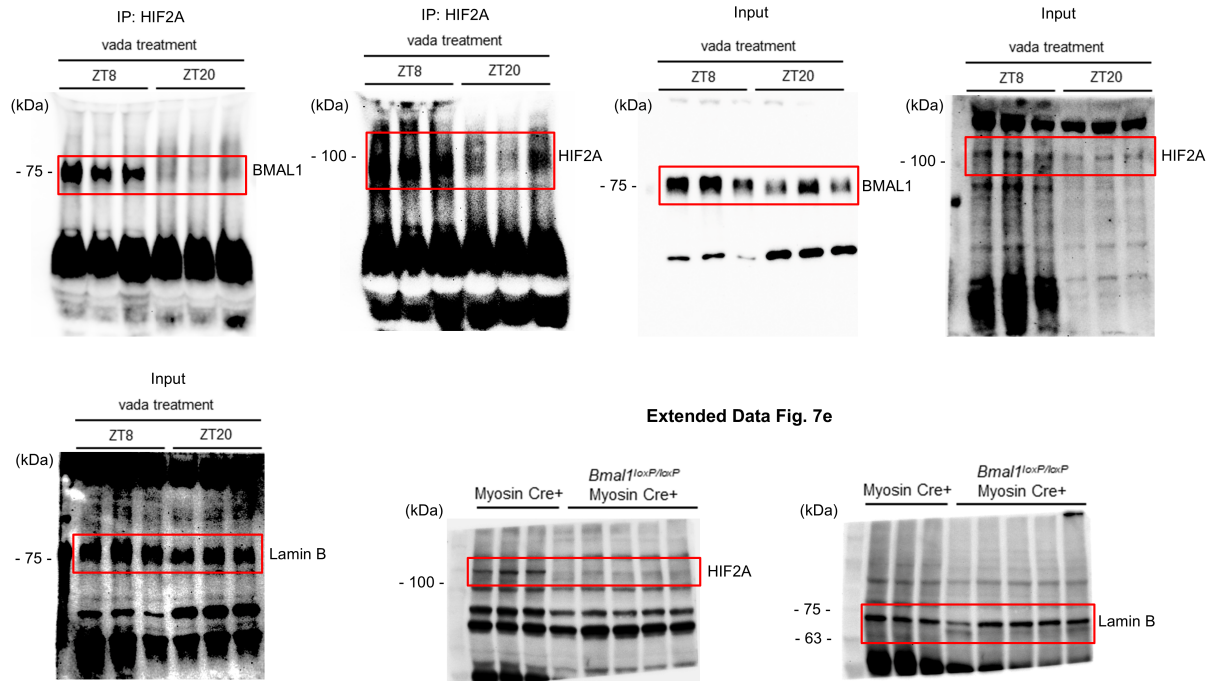 IP: HIF2A
vada treatment
ZT8 ZT20
(kDa)
- 75 -
BMAL1
IP: HIF2A
vada treatment
ZT8 ZT20
(kDa)
- 100 -
HIF2A
Input
vada treatment
ZT8 ZT20
(kDa)
- 75 -
BMAL1
Input
vada treatment
ZT8 ZT20
(kDa)
- 100 -
HIF2A
Input
vada treatment
ZT8 ZT20
(kDa)
- 75 -
Lamin B
Extended Data Fig. 7e
Bmal1loxP/loxP
Myosin Cre+ Myosin Cre+
(kDa)
- 100 -
HIF2A
Bmal1loxP/loxP
Myosin Cre+ Myosin Cre+
(kDa)
- 75 -
- 63 -
Lamin B